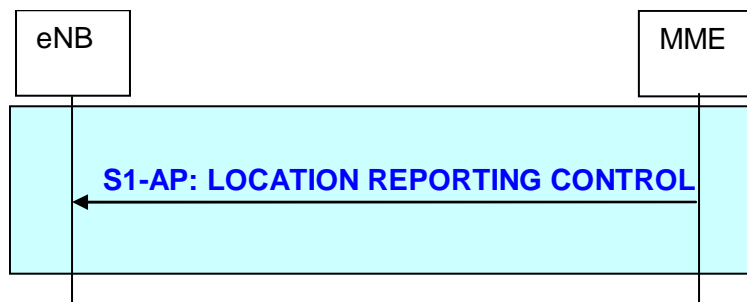 eNB
MME
S1-AP: LOCATION REPORTING CONTROL